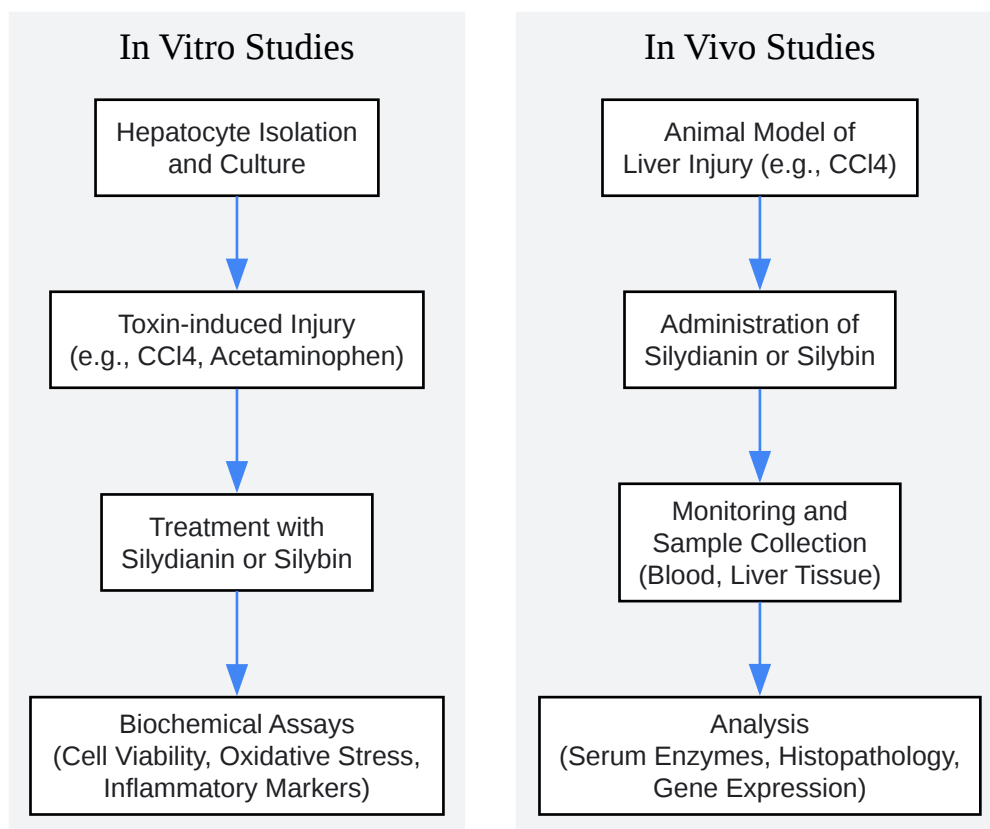 In Vitro Studies
Hepatocyte Isolation
and Culture
Toxin-induced Injury
(e.g., CCl4, Acetaminophen)
Treatment with
Silydianin or Silybin
Biochemical Assays
(Cell Viability, Oxidative Stress,
Inflammatory Markers)
In Vivo Studies
Animal Model of
Liver Injury (e.g., CCl4)
Administration of
Silydianin or Silybin
Monitoring and
Sample Collection
(Blood, Liver Tissue)
Analysis
(Serum Enzymes, Histopathology,
Gene Expression)